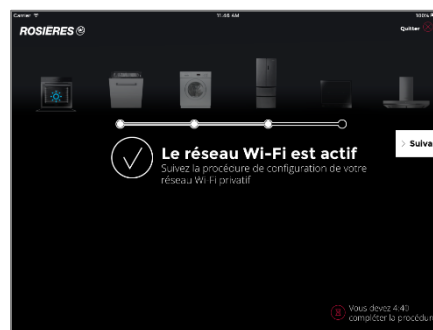 Carrier
11:46 AM
100%
ROSIÈRES
Quitter
Le réseau Wi-Fi est actif
Suivez la procédure de configuration de votre
réseau Wi-Fi privatif
> Suiva
Vous devez 4:40
compléter la procédure